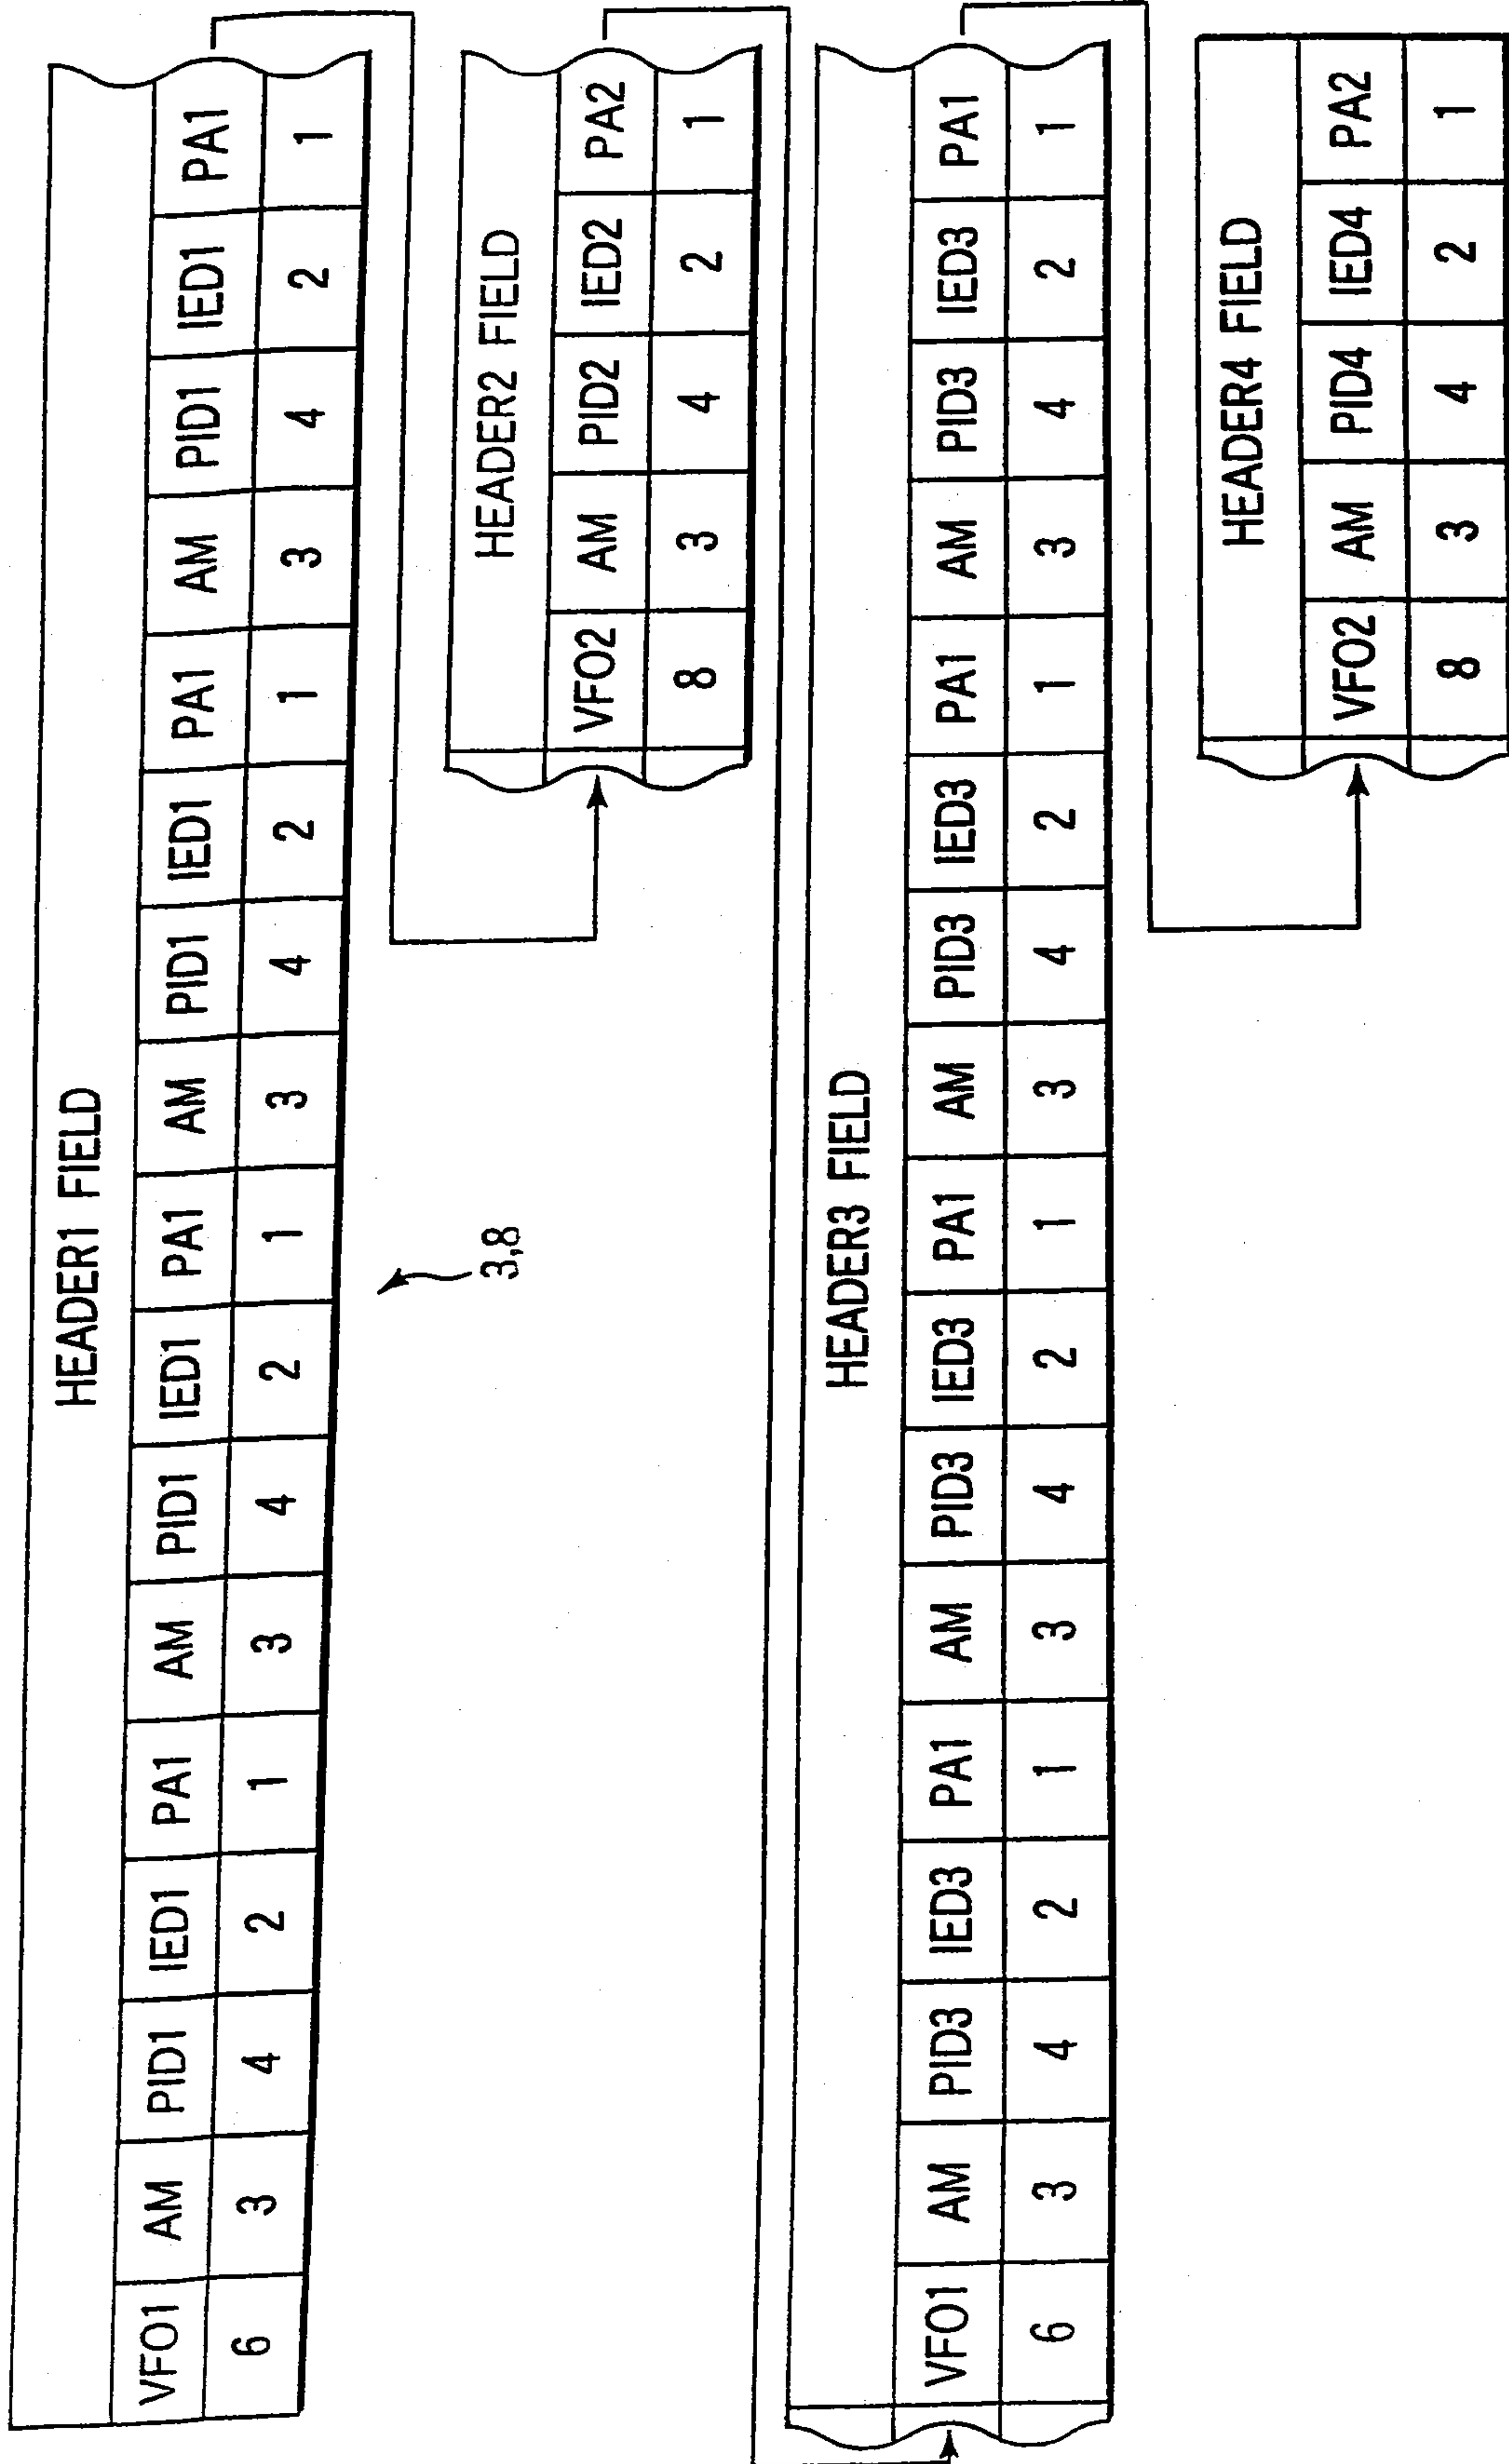 HEADER1 FIELD
VFO1 AM PID1 IED1 PA1 AM PID1 IED1 PA1 AM PID1 IED1 PA1 AM PID1 IED1 PA1
6 3 4 2 1 3 4 2 1 3 4 2 1 3 4 2 1
3,8
HEADER2 FIELD
VFO2 AM PID2 IED2 PA2
8 3 4 2 1
HEADER3 FIELD
VFO1 AM PID3 IED3 PA1 AM PID3 IED3 PA1 AM PID3 IED3 PA1 AM PID3 IED3 PA1
6 3 4 2 1 3 4 2 1 3 4 2 1 3 4 2 1
HEADER4 FIELD
VFO2 AM PID4 IED4 PA2
8 3 4 2 1